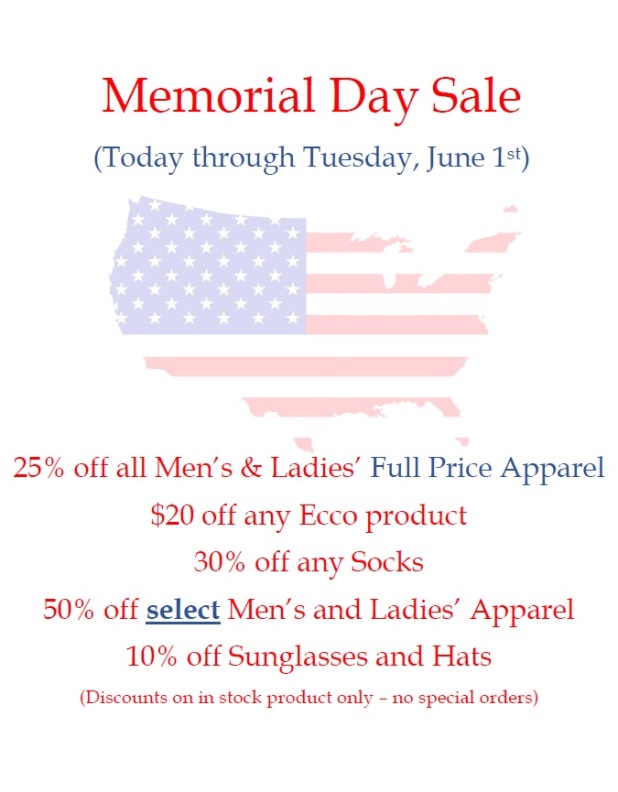 Memorial Day Sale
(Today through Tuesday, June 1st)
25% off all Men’s & Ladies’ Full Price Apparel
$20 off any Ecco product
30% off any Socks
50% off select Men’s and Ladies’ Apparel
10% off Sunglasses and Hats
(Discounts on in stock product only – no special orders)